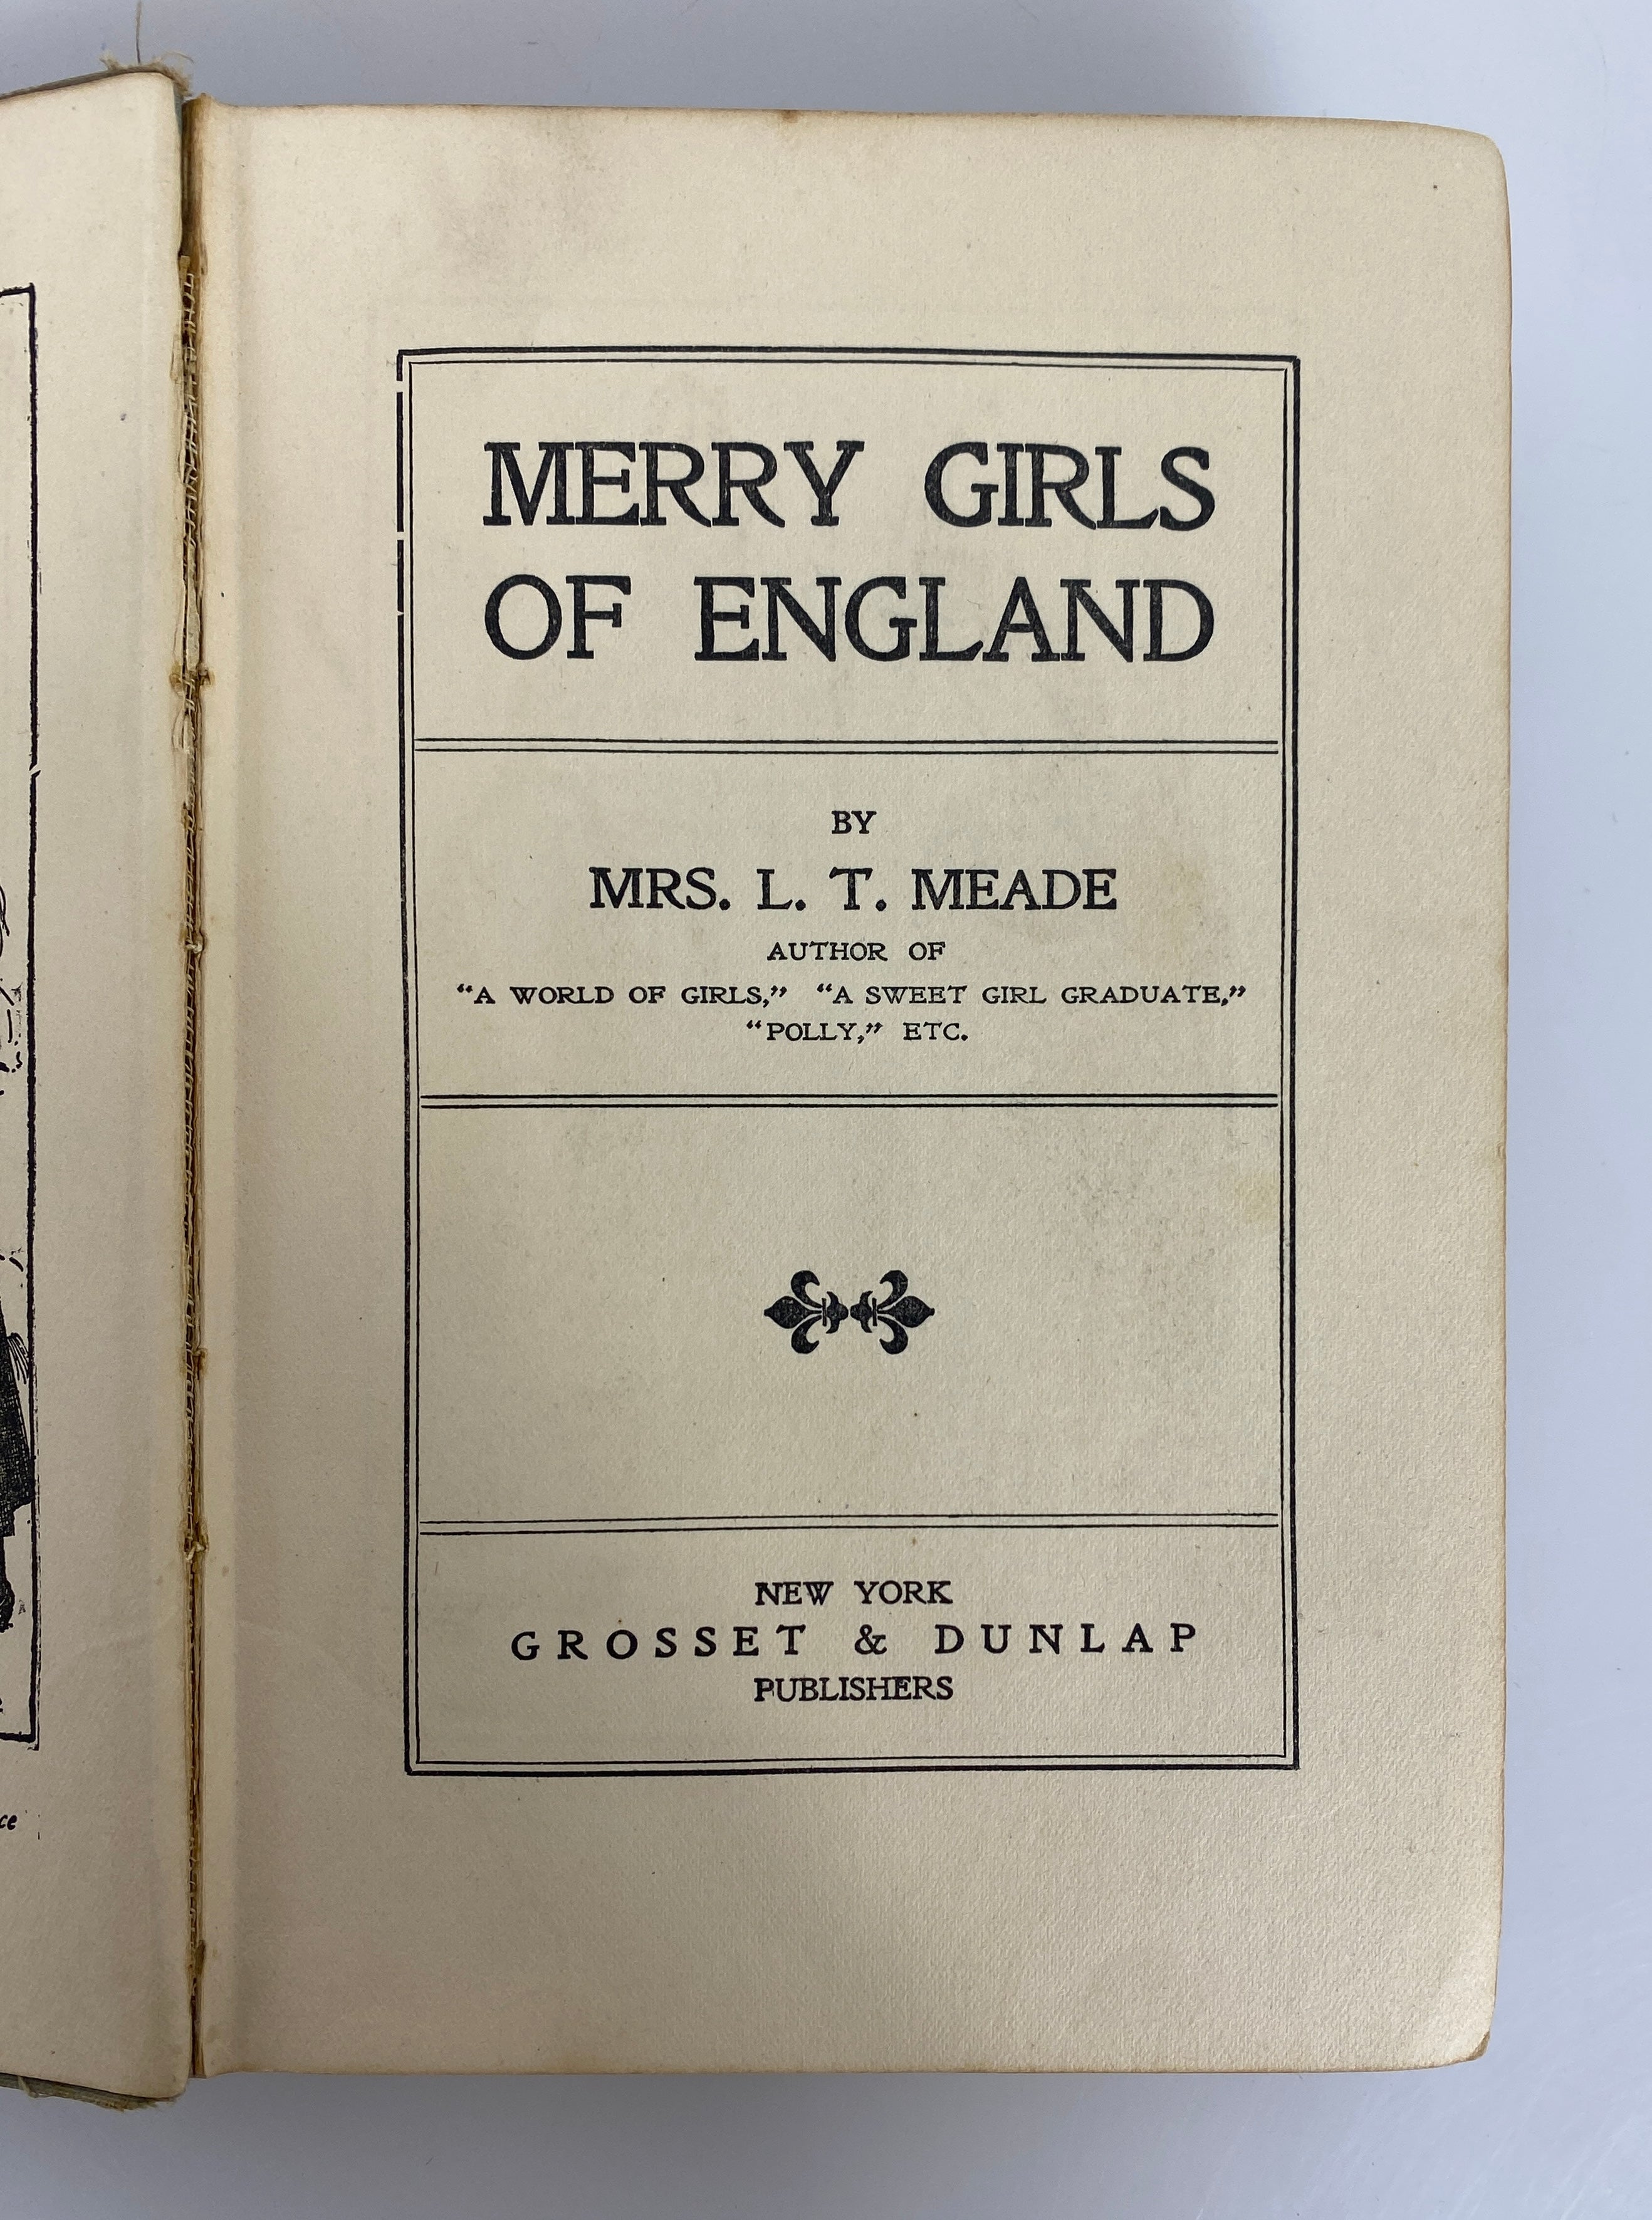 MERRY GIRLS
OF ENGLAND
BY
MRS. L. T. MEADE
AUTHOR OF
“A WORLD OF GIRLS,” “A SWEET GIRL GRADUATE,”
“POLLY,” ETC.
NEW YORK
GROSSET & DUNLAP
PUBLISHERS